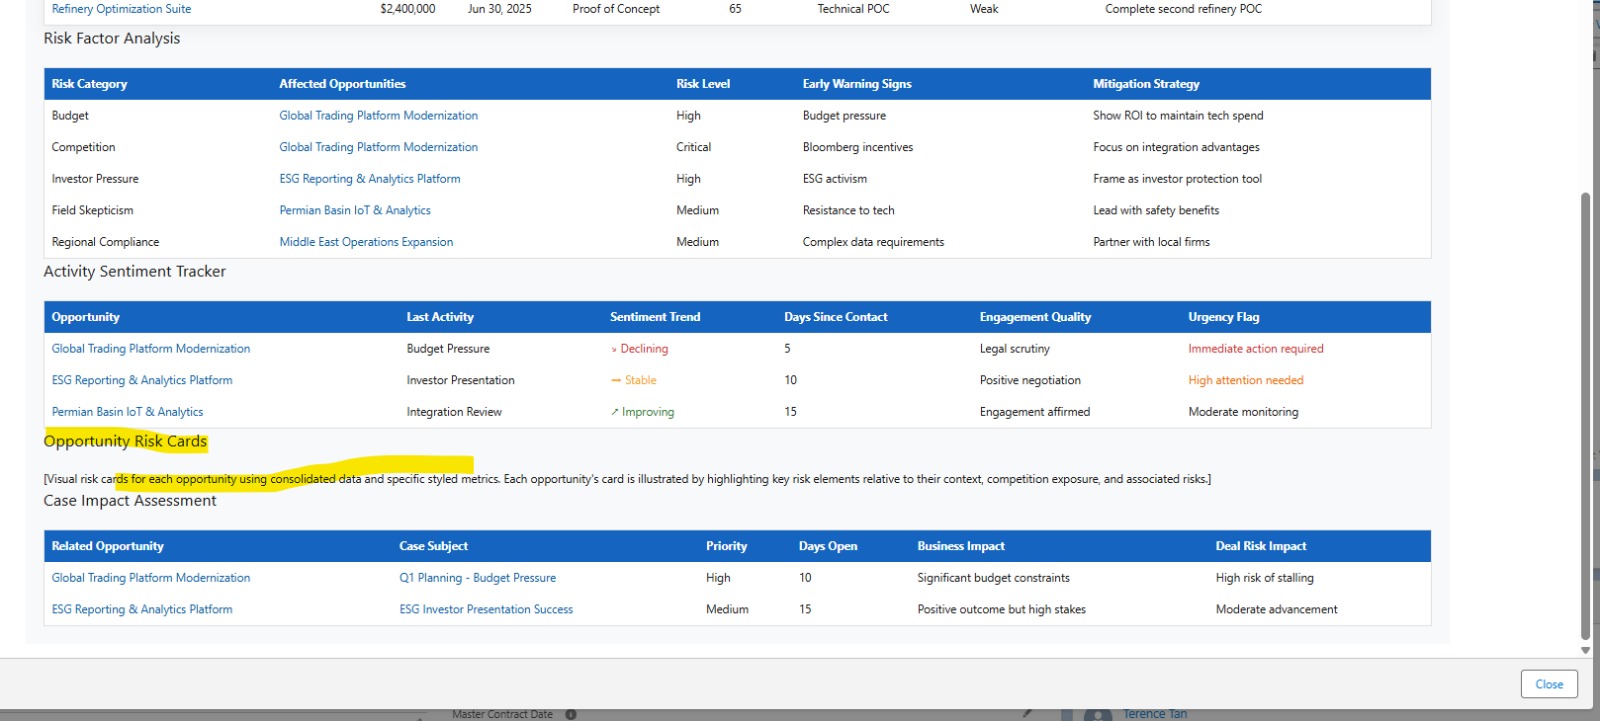 Refinery Optimization Suite $2,400,000 Jun 30, 2025 Proof of Concept 65 Technical POC Weak Complete second refinery POC
Risk Factor Analysis
Risk Category Affected Opportunities Risk Level Early Warning Signs Mitigation Strategy
Budget Global Trading Platform Modernization High Budget pressure Show ROI to maintain tech spend
Competition Global Trading Platform Modernization Critical Bloomberg incentives Focus on integration advantages
Investor Pressure ESG Reporting & Analytics Platform High ESG activism Frame as investor protection tool
Field Skepticism Permian Basin IoT & Analytics Medium Resistance to tech Lead with safety benefits
Regional Compliance Middle East Operations Expansion Medium Complex data requirements Partner with local firms
Activity Sentiment Tracker
Opportunity Last Activity Sentiment Trend Days Since Contact Engagement Quality Urgency Flag
Global Trading Platform Modernization Budget Pressure ↘ Declining 5 Legal scrutiny Immediate action required
ESG Reporting & Analytics Platform Investor Presentation → Stable 10 Positive negotiation High attention needed
Permian Basin IoT & Analytics Integration Review ↗ Improving 15 Engagement affirmed Moderate monitoring
Opportunity Risk Cards
[Visual risk cards for each opportunity using consolidated data and specific styled metrics. Each opportunity's card is illustrated by highlighting key risk elements relative to their context, competition exposure, and associated risks.]
Case Impact Assessment
Related Opportunity Case Subject Priority Days Open Business Impact Deal Risk Impact
Global Trading Platform Modernization Q1 Planning - Budget Pressure High 10 Significant budget constraints High risk of stalling
ESG Reporting & Analytics Platform ESG Investor Presentation Success Medium 15 Positive outcome but high stakes Moderate advancement
Close
Master Contract Date Terence Tan